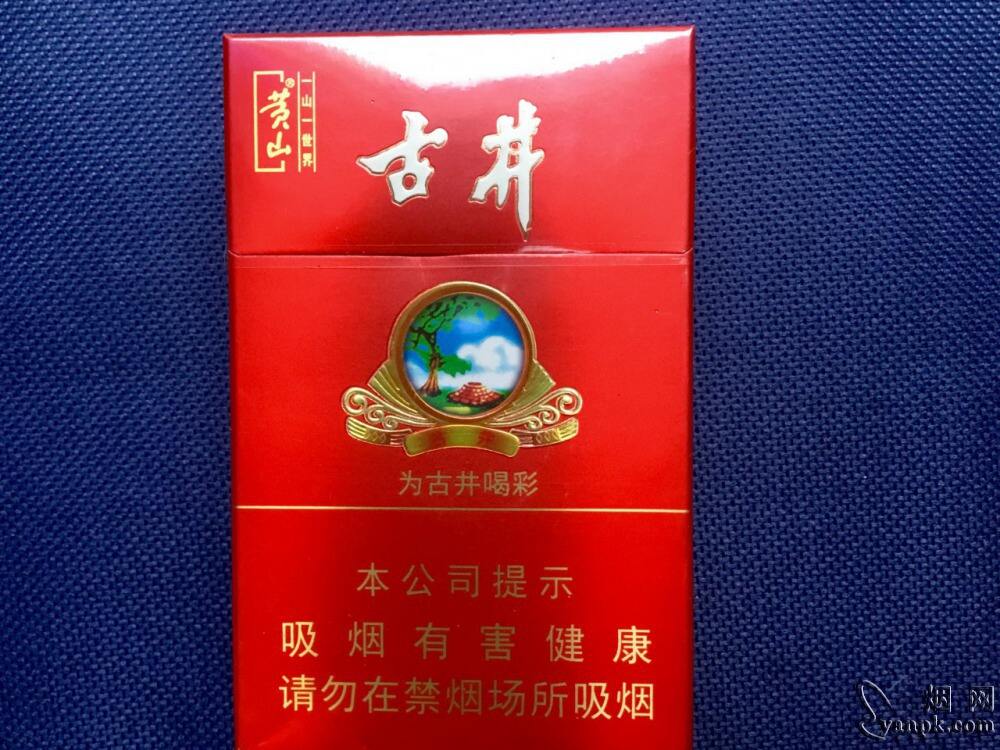 黄山®
一山一世界
古井
为古井喝彩
本公司提示
吸烟有害健康
请勿在禁烟场所吸烟
烟网
yanpk.com